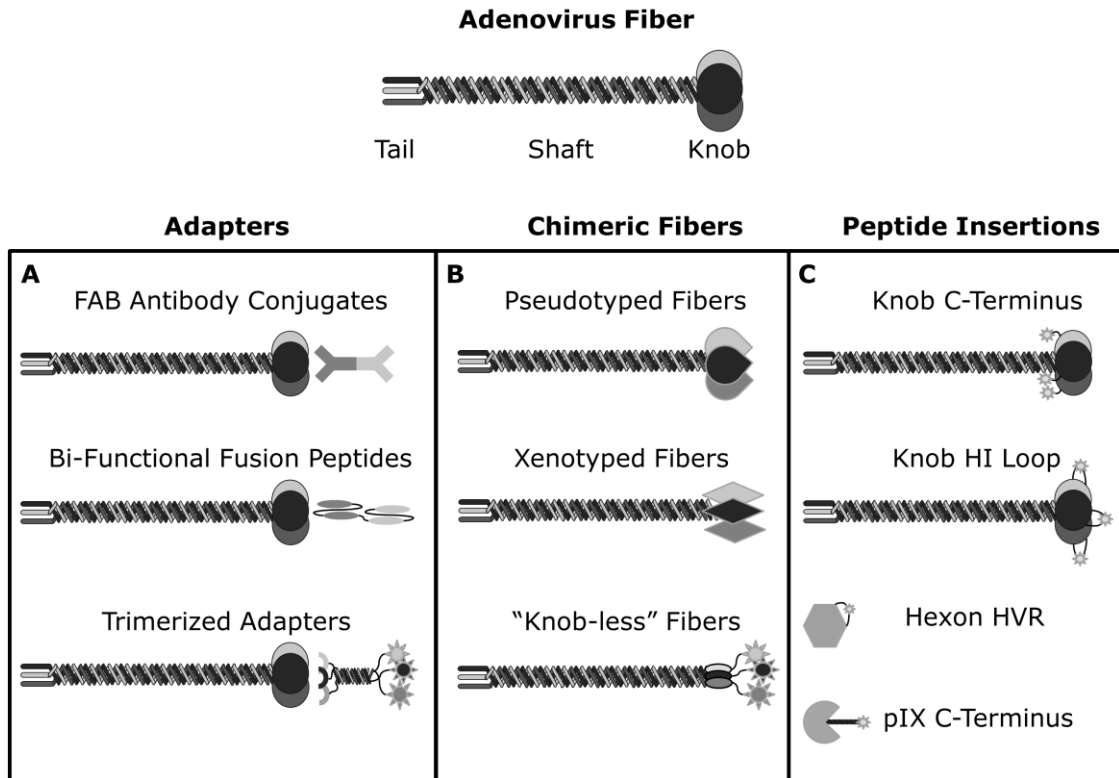 Adenovirus Fiber
Tail Shaft Knob
Adapters
Chimeric Fibers
Peptide Insertions
A
FAB Antibody Conjugates
Bi-Functional Fusion Peptides
Trimerized Adapters
B
Pseudotyped Fibers
Xenotyped Fibers
“Knob-less” Fibers
C
Knob C-Terminus
Knob HI Loop
Hexon HVR
pIX C-Terminus